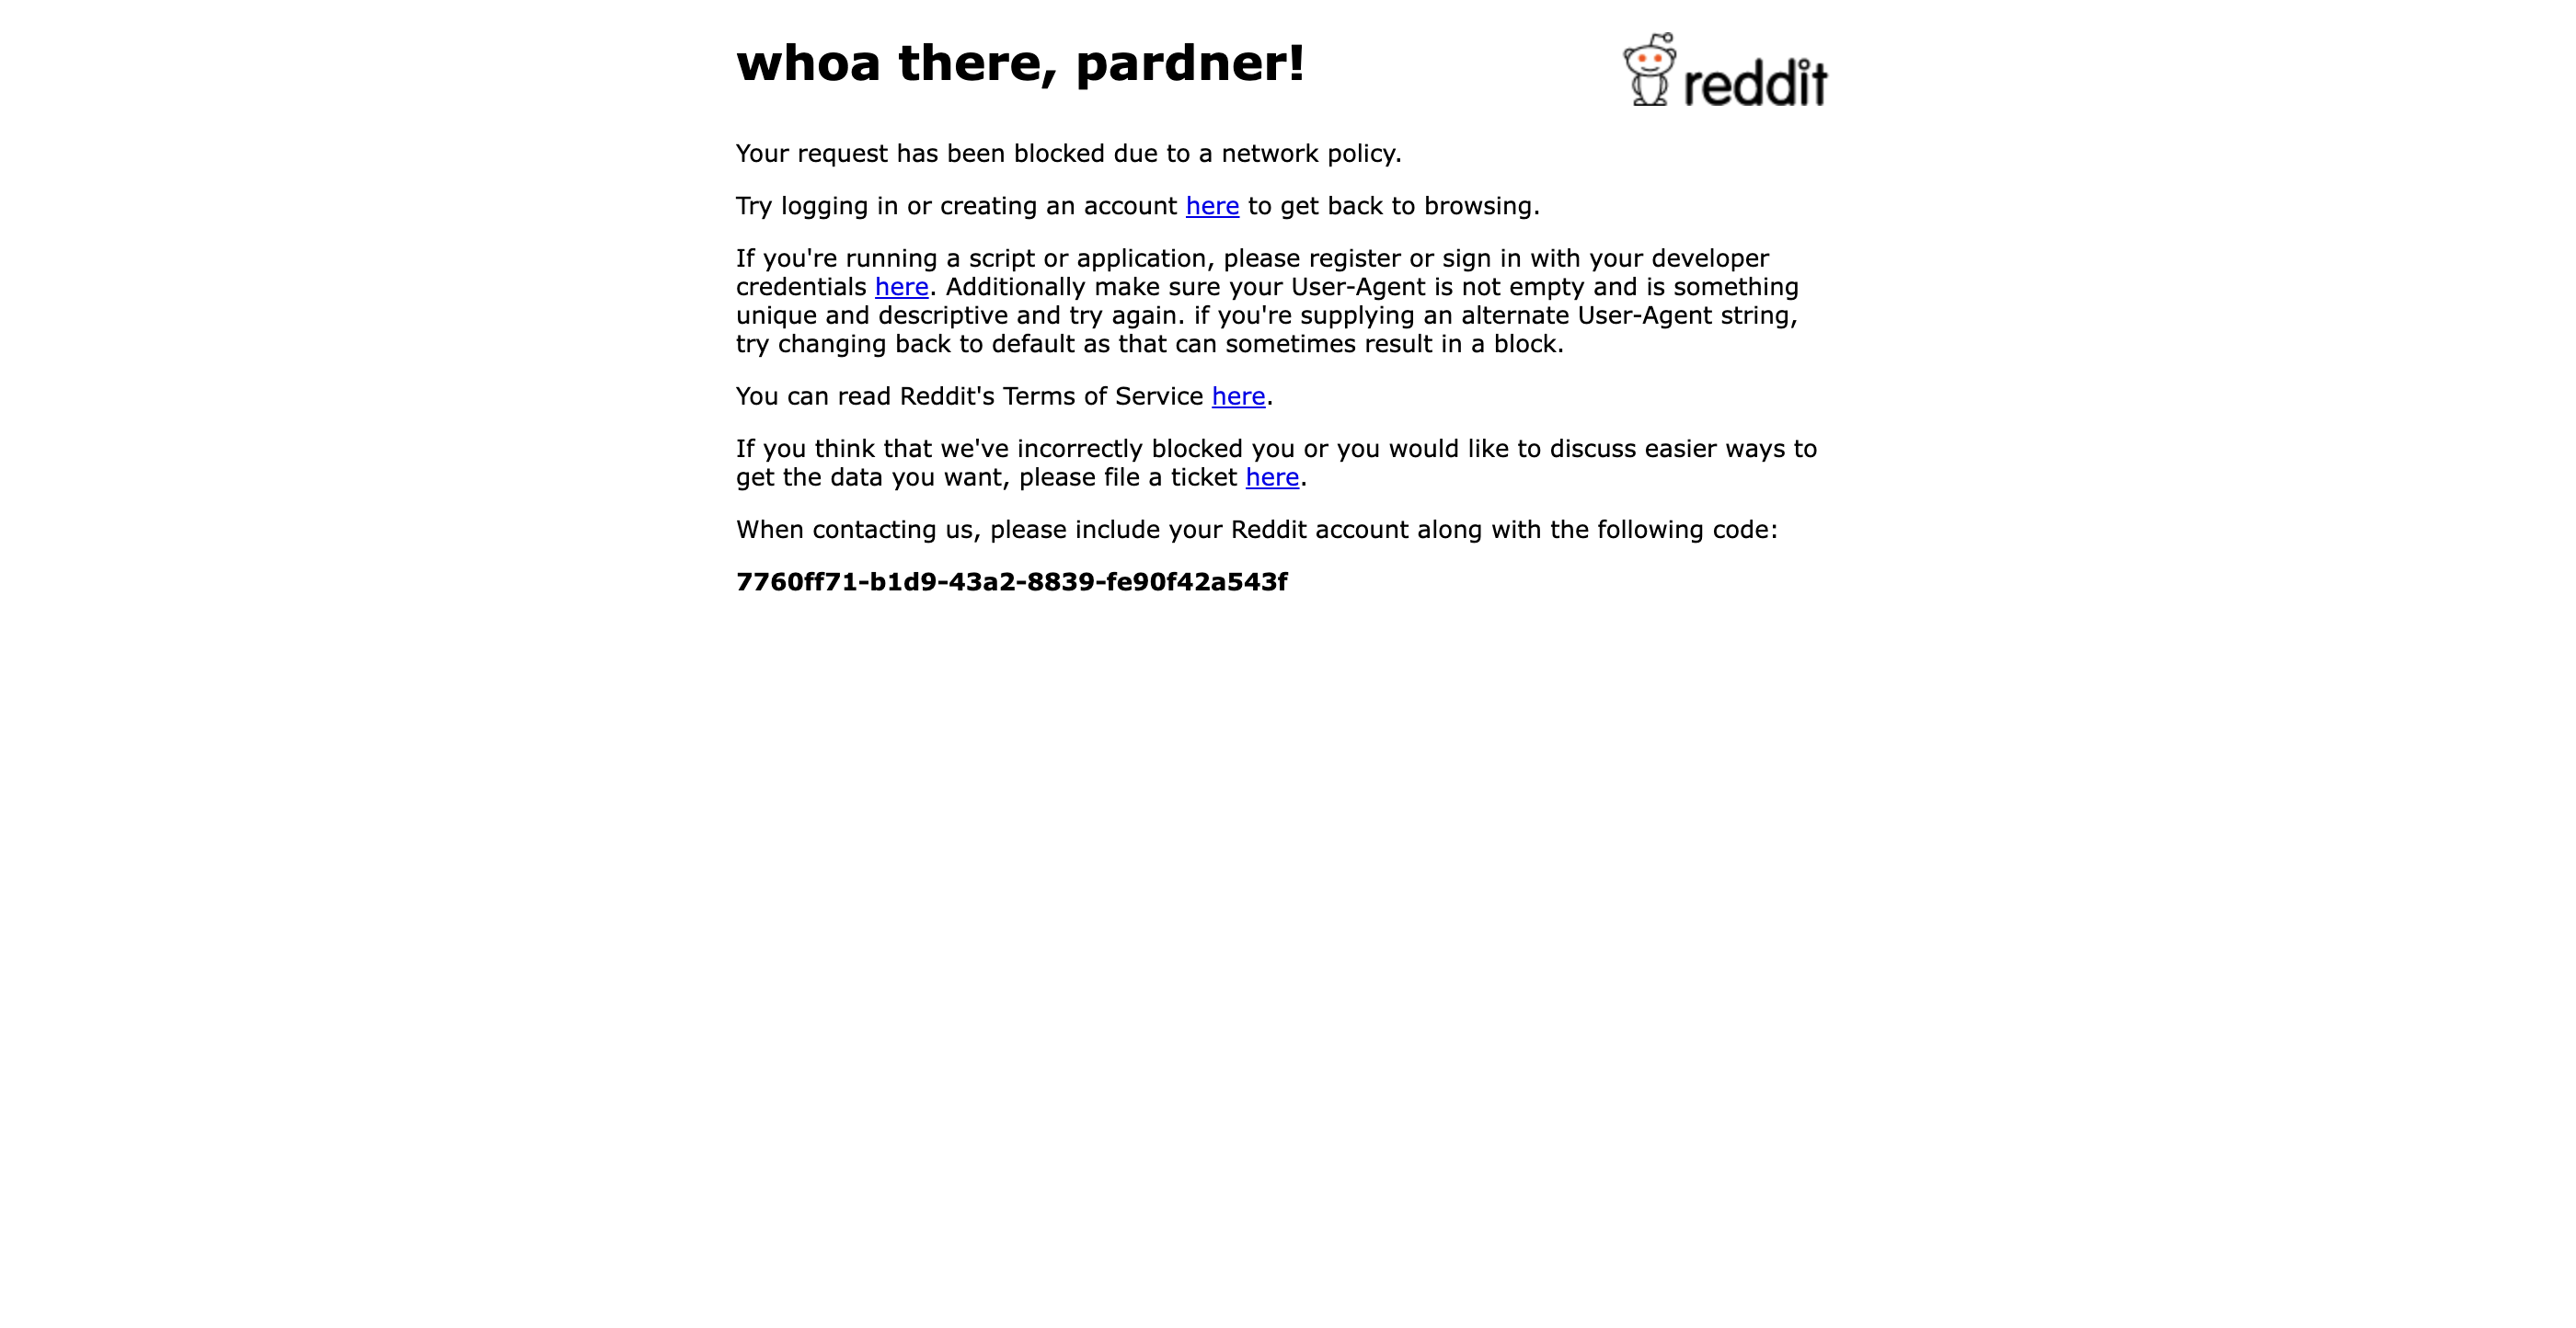 whoa there, pardner!
reddit
Your request has been blocked due to a network policy.
Try logging in or creating an account here to get back to browsing.
If you're running a script or application, please register or sign in with your developer
credentials here. Additionally make sure your User-Agent is not empty and is something
unique and descriptive and try again. if you're supplying an alternate User-Agent string,
try changing back to default as that can sometimes result in a block.
You can read Reddit's Terms of Service here.
If you think that we've incorrectly blocked you or you would like to discuss easier ways to
get the data you want, please file a ticket here.
When contacting us, please include your Reddit account along with the following code:
7760ff71-b1d9-43a2-8839-fe90f42a543f